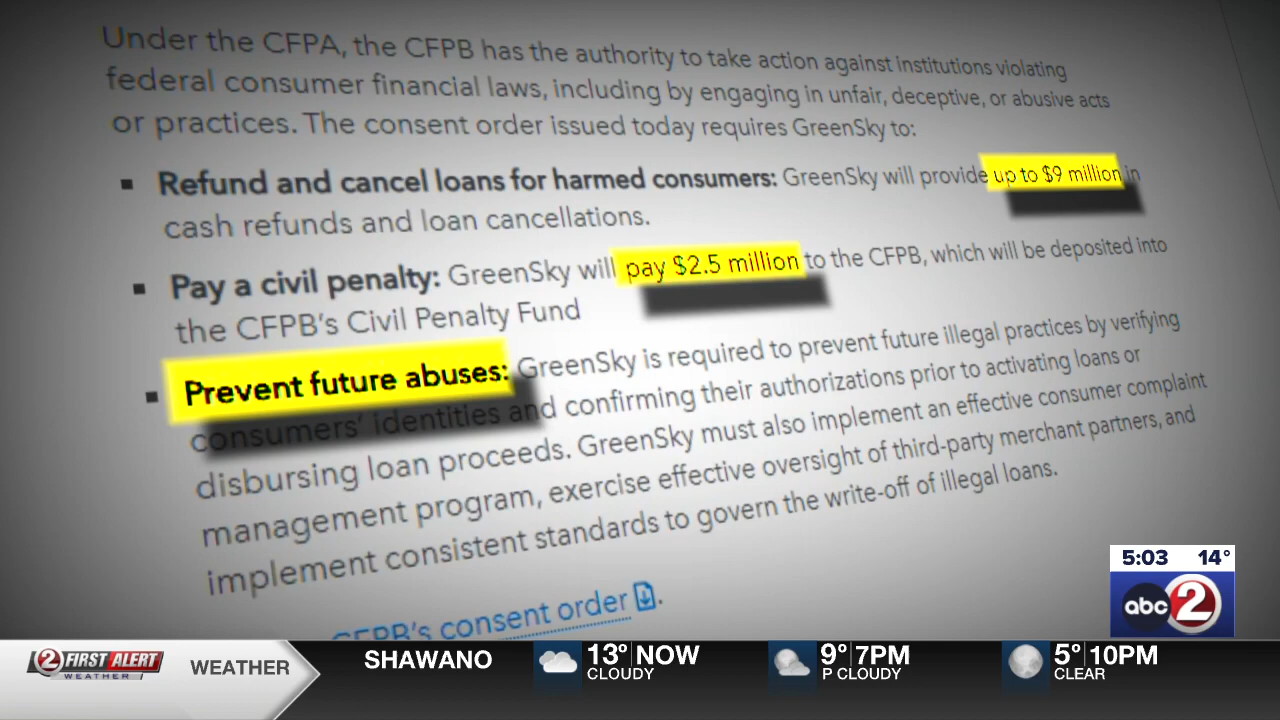 Under the CFPA, the CFPB has the authority to take action against institutions violating
federal consumer financial laws, including by engaging in unfair, deceptive, or abusive acts
or practices. The consent order issued today requires GreenSky to:
▪ Refund and cancel loans for harmed consumers: GreenSky will provide up to $9 million in
cash refunds and loan cancellations.
▪ Pay a civil penalty: GreenSky will pay $2.5 million to the CFPB, which will be deposited into
the CFPB's Civil Penalty Fund
▪ Prevent future abuses: GreenSky is required to prevent future illegal practices by verifying
consumers' identities and confirming their authorizations prior to activating loans or
disbursing loan proceeds. GreenSky must also implement an effective consumer complaint
management program, exercise effective oversight of third-party merchant partners, and
implement consistent standards to govern the write-off of illegal loans.
CFPB's consent order.
5:03 14°
abc 2
2 FIRST ALERT
WEATHER
WEATHER
SHAWANO
13° NOW
CLOUDY
9° 7PM
P CLOUDY
5° 10PM
CLEAR